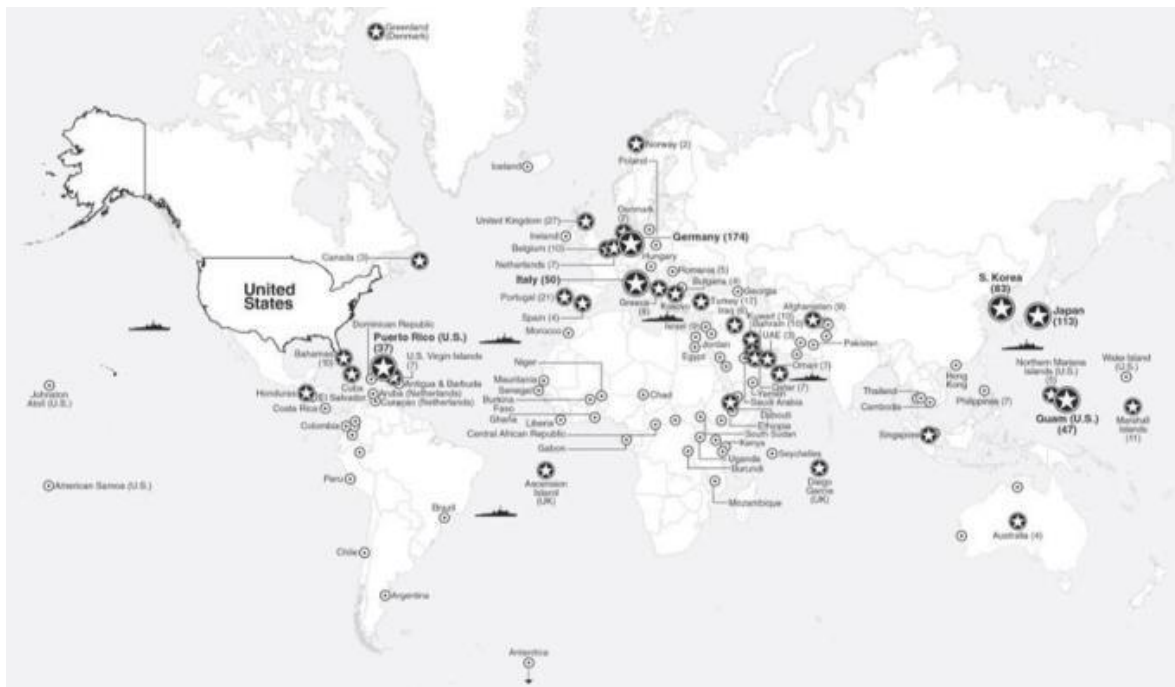 Greenland
(Denmark)
Norway (2)
Poland
Iceland
Denmark
United Kingdom (27)
Ireland
Germany (174)
Belgium (10)
Hungary
Netherlands (7)
Canada (3)
Italy (50)
Romania (5)
Bulgaria (4)
Georgia
S. Korea
(83)
United
States
Portugal (21)
Greece
(8)
Kosovo
Turkey (17)
Afghanistan (9)
Iraq (6)
Kuwait (10)
Japan
(113)
Spain (4)
Dominican Republic
Israel (6)
Bahrain (10)
Puerto Rico (U.S.)
(37)
Morocco
Jordan
UAE (3)
Pakistan
Bahamas
U.S. Virgin Islands
(7)
Egypt
Oman (7)
Northern Mariana
Islands (U.S.)
(5)
Wake Island
(U.S.)
Niger
Hong
Kong
Johnston
Atoll (U.S.)
Cuba
Antigua & Barbuda
Mauritania
Qatar (7)
Yemen
Thailand
Honduras
El Salvador
Aruba (Netherlands)
Senegal
Chad
Saudi Arabia
Philippines (7)
Costa Rica
Curaçao (Netherlands)
Burkina
Faso
Cambodia
Guam (U.S.)
(47)
Marshall
Islands
(11)
Colombia
Ghana
Liberia
Djibouti
Ethiopia
Central African Republic
South Sudan
Singapore
Gabon
Kenya
Uganda
Seychelles
Burundi
American Samoa (U.S.)
Peru
Ascension
Island
(UK)
Diego
Garcia
(UK)
Brazil
Mozambique
Australia (4)
Chile
Argentina
Antarctica